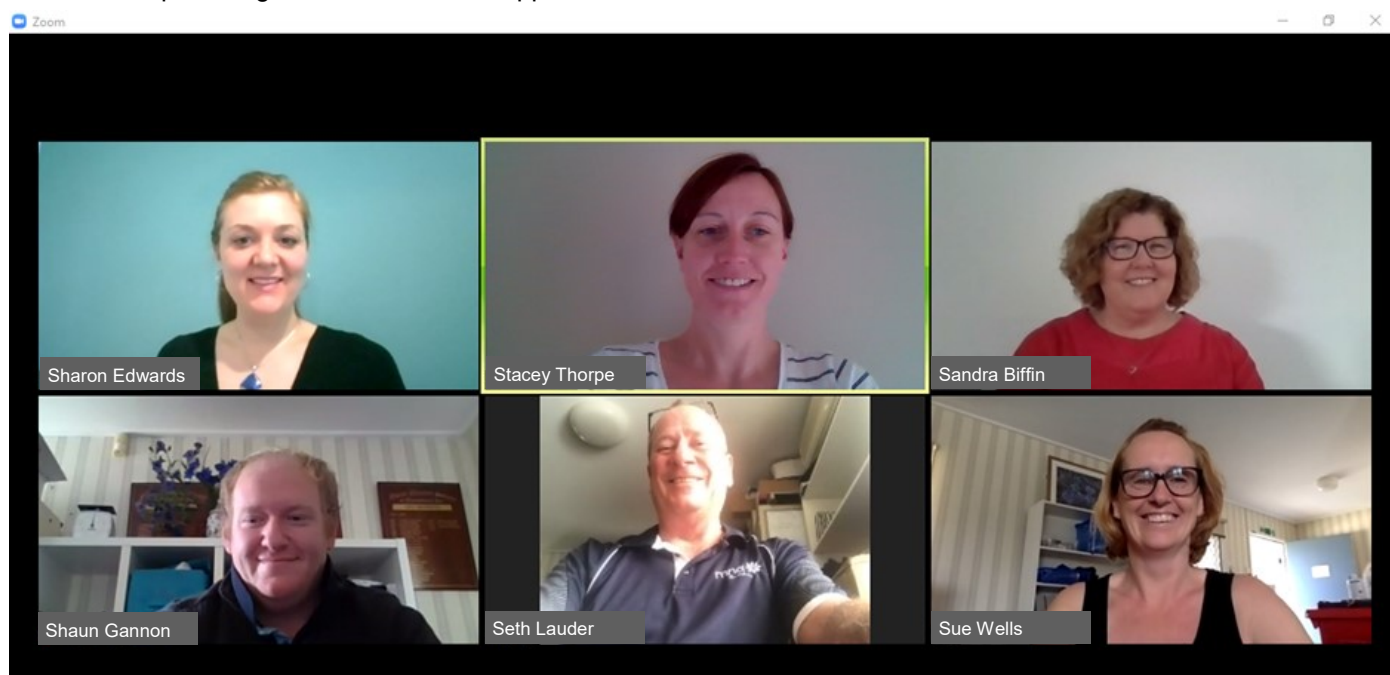 Zoom
Sharon Edwards
Stacey Thorpe
Sandra Biffin
Shaun Gannon
Seth Lauder
Sue Wells